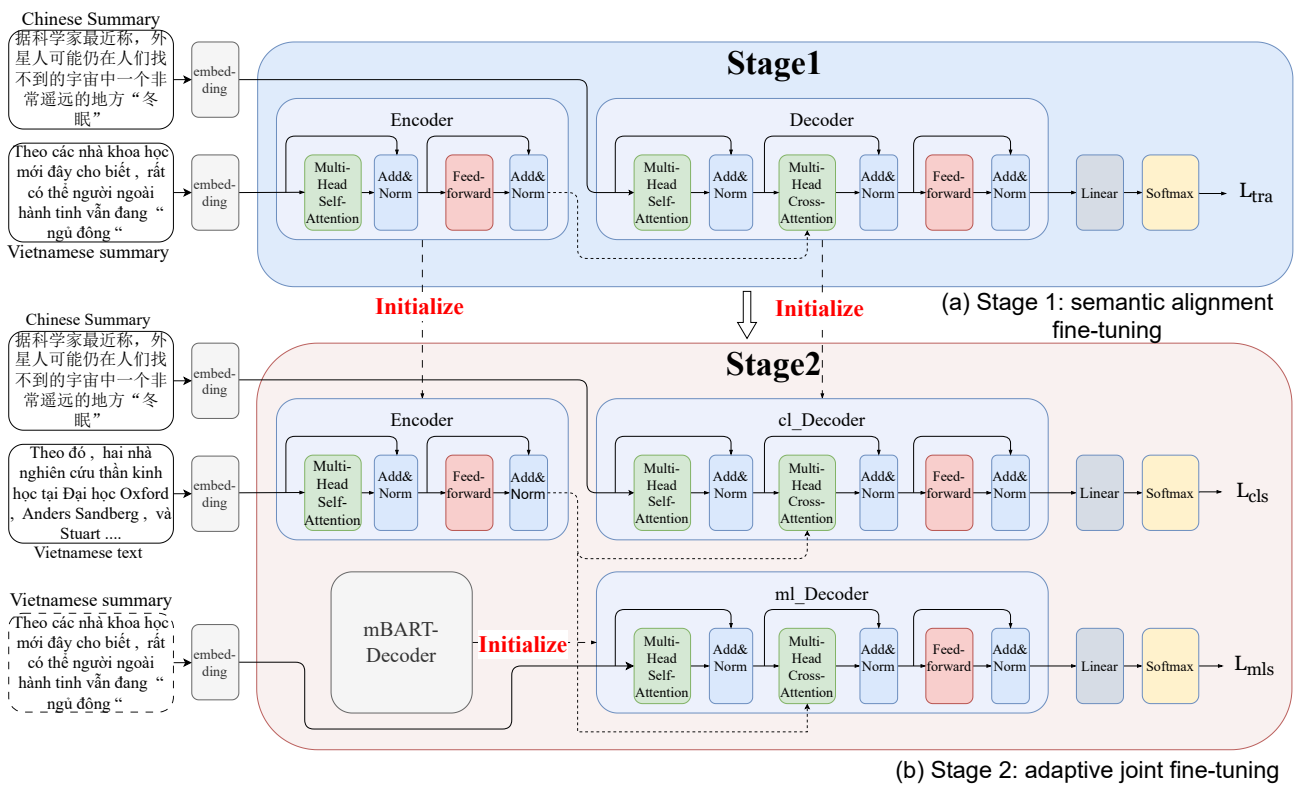 Chinese Summary
据科学家最近称，外
星人可能仍在人们找
不到的宇宙中一个非
常遥远的地方“冬
眠”
embed-
ding
Theo các nhà khoa học
mới đây cho biết , rất
có thể người ngoài
hành tinh vẫn đang “
ngủ đông “
Vietnamese summary
embed-
ding
Stage1
Encoder
Multi-
Head
Self-
Attention
Add&
Norm
Feed-
forward
Add&
Norm
Decoder
Multi-
Head
Self-
Attention
Add&
Norm
Multi-
Head
Cross-
Attention
Add&
Norm
Feed-
forward
Add&
Norm
Linear
Softmax
Ltra
Initialize
Initialize
(a) Stage 1: semantic alignment
fine-tuning
Chinese Summary
据科学家最近称，外
星人可能仍在人们找
不到的宇宙中一个非
常遥远的地方“冬
眠”
embed-
ding
Theo đó , hai nhà
nghiên cứu thần kinh
học tại Đại học Oxford
, Anders Sandberg , và
Stuart ....
Vietnamese text
embed-
ding
Stage2
Encoder
Multi-
Head
Self-
Attention
Add&
Norm
Feed-
forward
Add&
Norm
cl_Decoder
Multi-
Head
Self-
Attention
Add&
Norm
Multi-
Head
Cross-
Attention
Add&
Norm
Feed-
forward
Add&
Norm
Linear
Softmax
Lcls
Vietnamese summary
Theo các nhà khoa học
mới đây cho biết , rất
có thể người ngoài
hành tinh vẫn đang “
ngủ đông “
embed-
ding
mBART-
Decoder
Initialize
ml_Decoder
Multi-
Head
Self-
Attention
Add&
Norm
Multi-
Head
Cross-
Attention
Add&
Norm
Feed-
forward
Add&
Norm
Linear
Softmax
Lmls
(b) Stage 2: adaptive joint fine-tuning